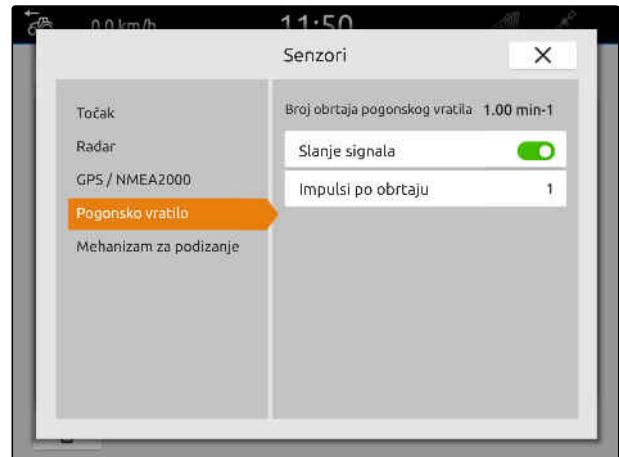 0.0 km/h
11:50
Senzori
Točak
Radar
GPS / NMEA2000
Pogonsko vratilo
Mehanizam za podizanje
Broj obrtaja pogonskog vratila 1.00 min-1
Slanje signala
Impulsi po obrtaju 1